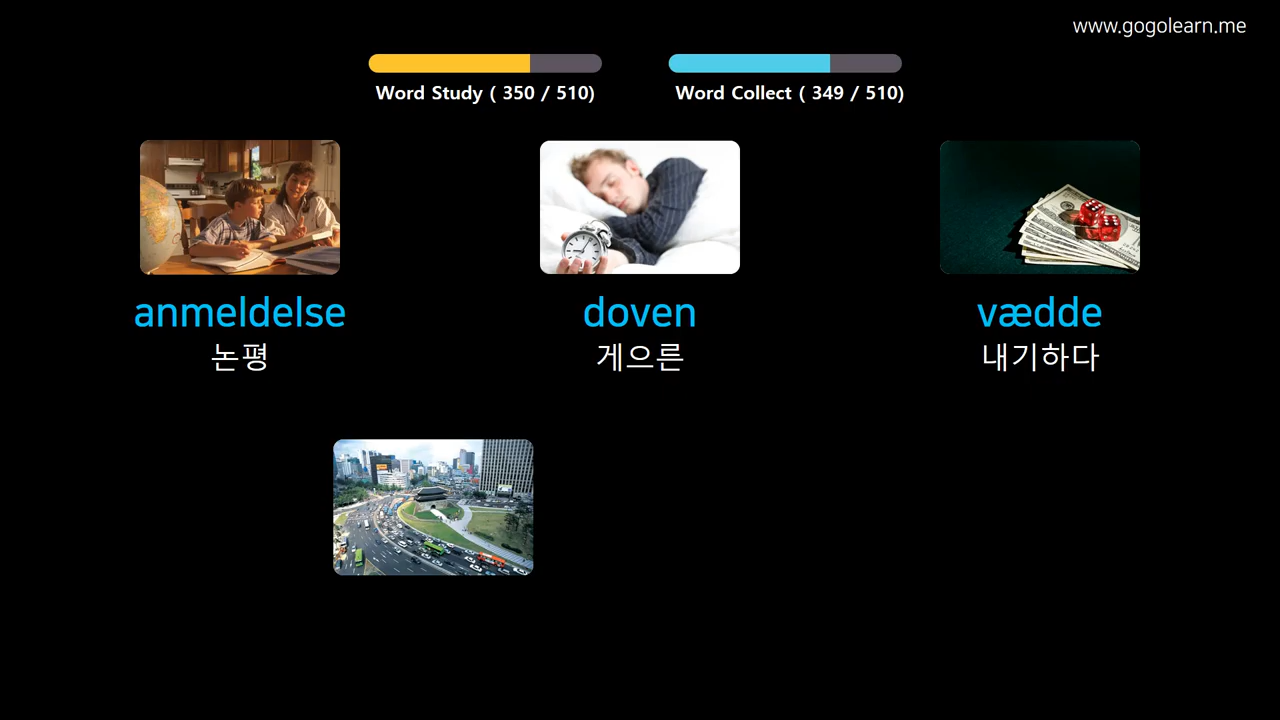 www.gogolearn.me
Word Study ( 350 / 510)
Word Collect ( 349 / 510)
anmeldelse
논평
doven
게으른
vædde
내기하다